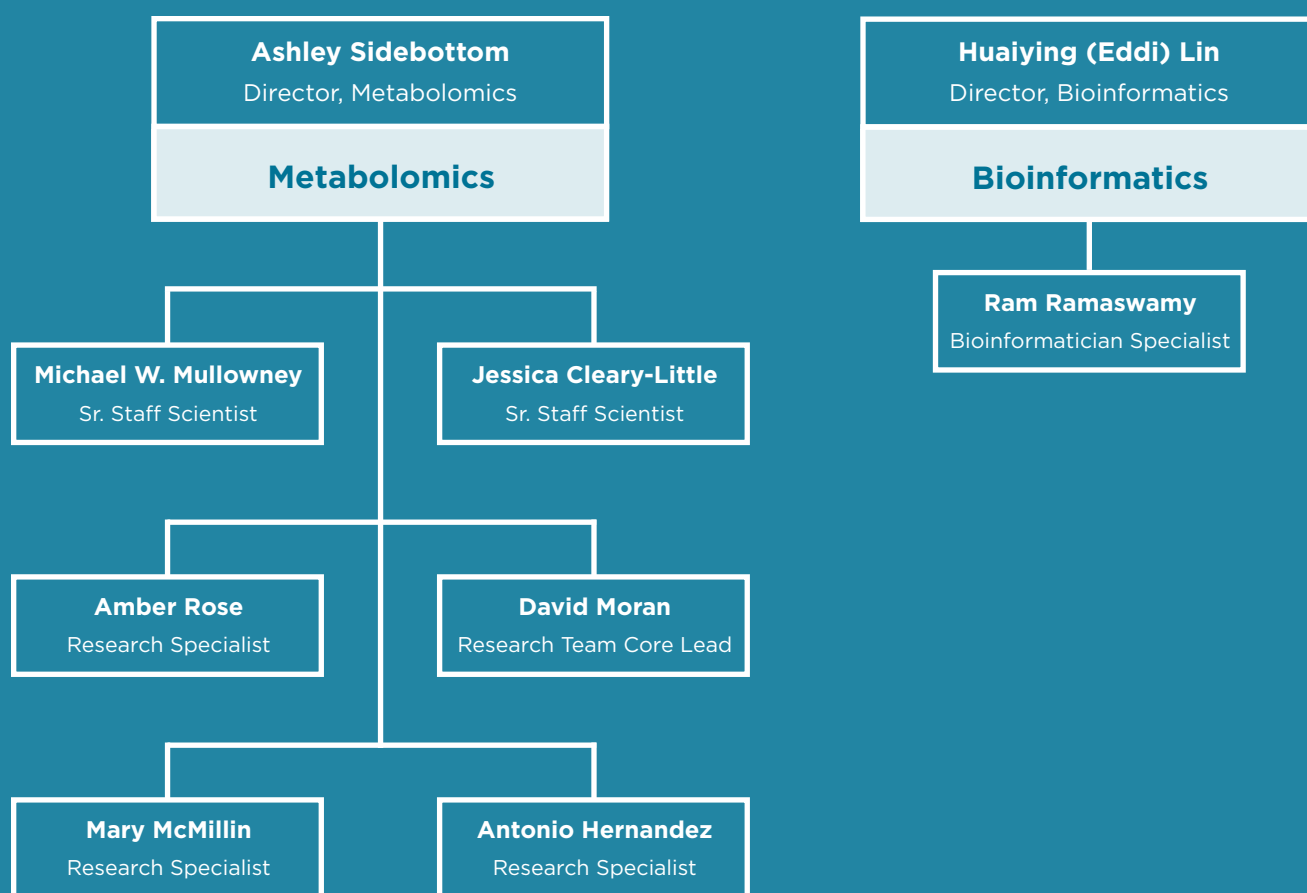 Ashley Sidebottom
Director, Metabolomics
Metabolomics
Michael W. Mullowney
Sr. Staff Scientist
Jessica Cleary-Little
Sr. Staff Scientist
Amber Rose
Research Specialist
David Moran
Research Team Core Lead
Mary McMillin
Research Specialist
Antonio Hernandez
Research Specialist
Huaiying (Eddi) Lin
Director, Bioinformatics
Bioinformatics
Ram Ramaswamy
Bioinformatician Specialist